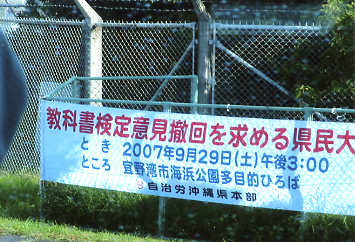 教科書検定意見撤回を求める県民大
とき 2007年9月29日(土)午後3:00
ところ 宜野湾市海浜公園多目的ひろば
自治労沖縄県本部